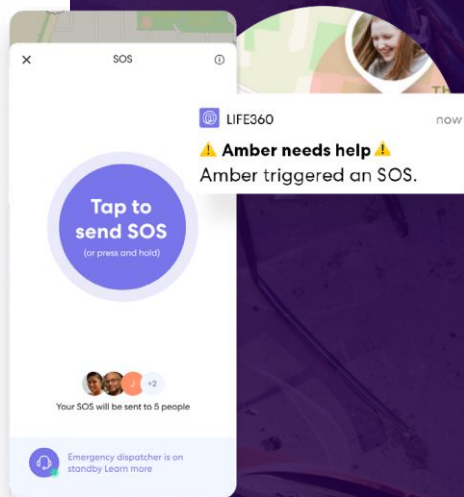 SOS
Tap to
send SOS
(or press and hold)
J
+2
Your SOS will be sent to 5 people
Emergency dispatcher is on
standby Learn more
LIFE360
now
⚠️ Amber needs help ⚠️
Amber triggered an SOS.